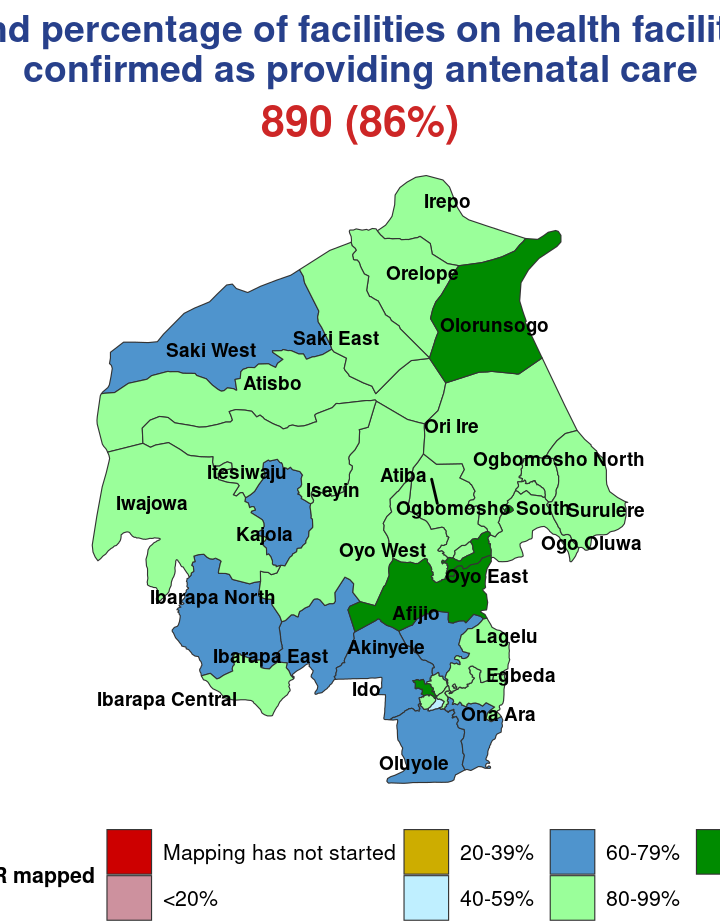 nd percentage of facilities on health facilit
confirmed as providing antenatal care
890 (86%)
Irepo
Orelope
Olorunsogo
Saki East
Saki West
Atisbo
Ori Ire
Ogbomosho North
Itesiwaju
Atiba
Iseyin
Iwajowa
Ogbomosho South
Surulere
Kajola
Ogo Oluwa
Oyo West
Oyo East
Ibarapa North
Afijio
Lagelu
Akinyele
Ibarapa East
Egbeda
Ido
Ibarapa Central
Ona Ara
Oluyole
Mapping has not started
20-39%
60-79%
R mapped
<20%
40-59%
80-99%